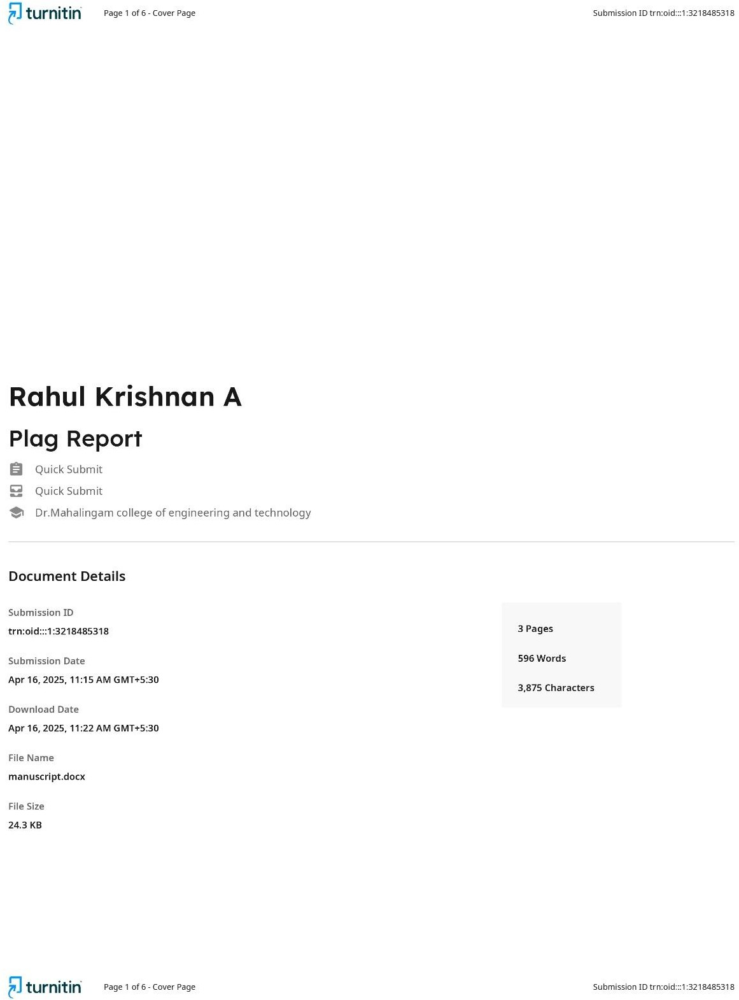 turnitin Page 1 of 6 - Cover Page Submission ID trn:oid:::1:3218485318
Rahul Krishnan A
Plag Report
Quick Submit
Quick Submit
Dr.Mahalingam college of engineering and technology
Document Details
Submission ID
trn:oid:::1:3218485318
Submission Date
Apr 16, 2025, 11:15 AM GMT+5:30
Download Date
Apr 16, 2025, 11:22 AM GMT+5:30
File Name
manuscript.docx
File Size
24.3 KB
3 Pages
596 Words
3,875 Characters
turnitin Page 1 of 6 - Cover Page Submission ID trn:oid:::1:3218485318